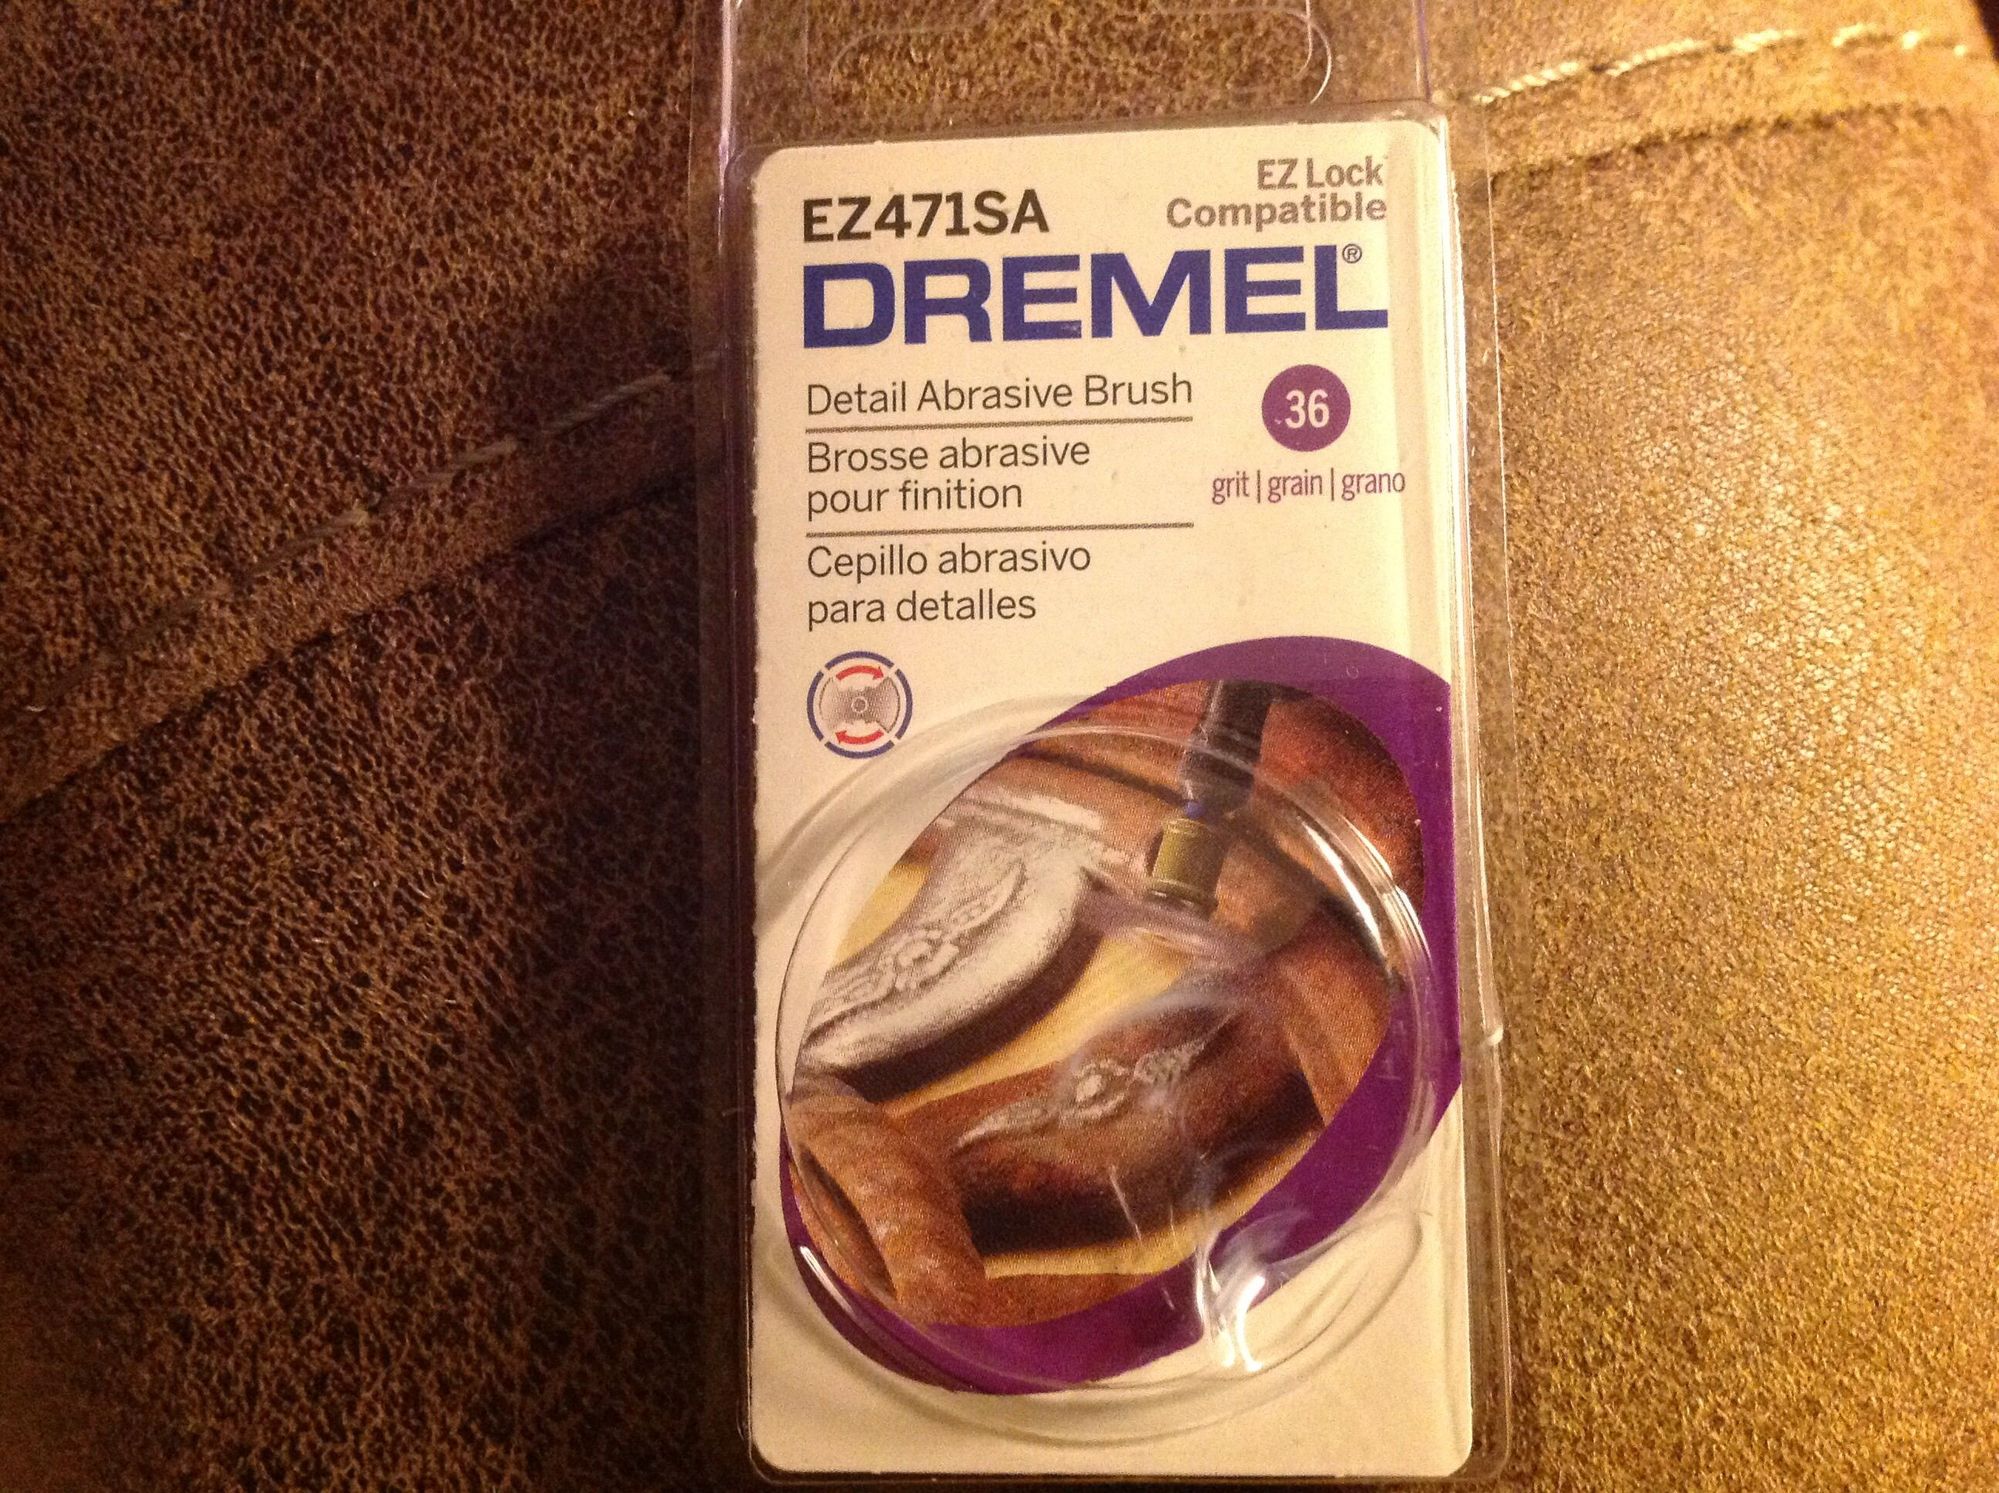 EZ471SA
EZ Lock
Compatible
DREMEL®
Detail Abrasive Brush
36
grit | grain | grano
Brosse abrasive
pour finition
Cepillo abrasivo
para detalles